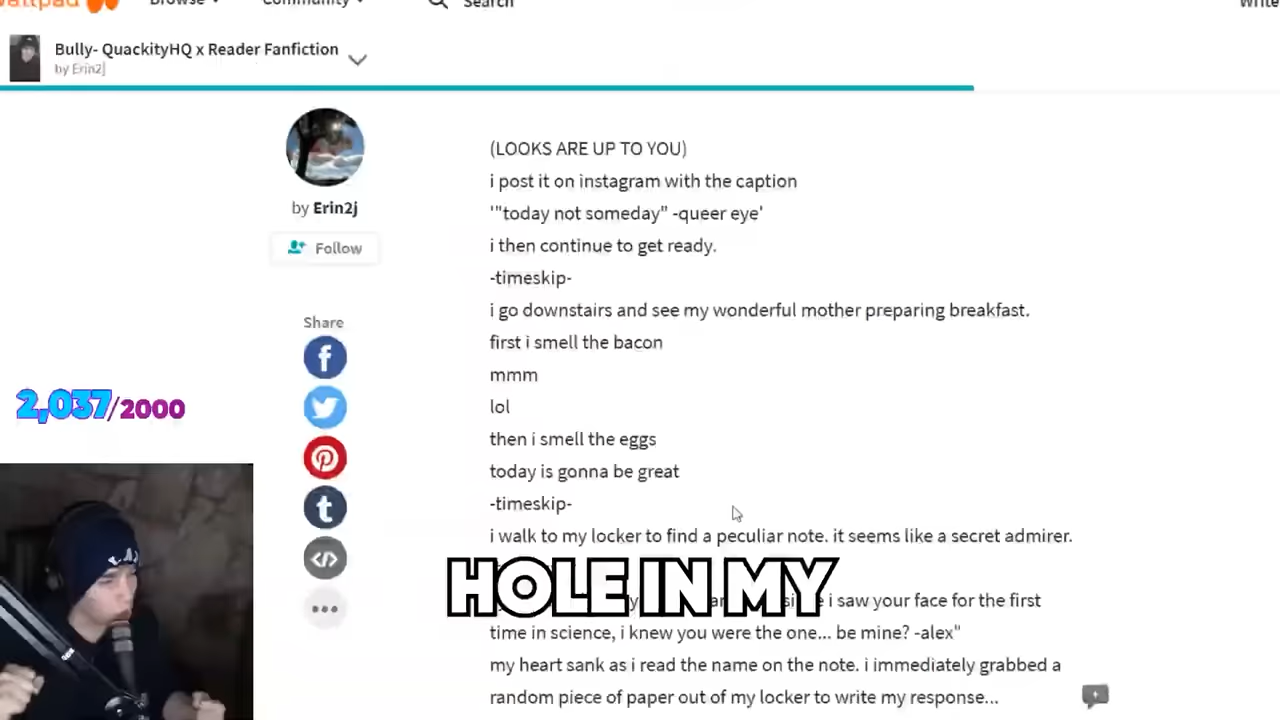 Browse
Community
Search
Write
Bully- QuackityHQ x Reader Fanfiction
by Erin2j
by Erin2j
Follow
Share
2,037/2000
(LOOKS ARE UP TO YOU)
i post it on instagram with the caption
'"today not someday" -queer eye'
i then continue to get ready.
-timeskip-
i go downstairs and see my wonderful mother preparing breakfast.
first i smell the bacon
mmm
lol
then i smell the eggs
today is gonna be great
-timeskip-
i walk to my locker to find a peculiar note. it seems like a secret admirer.
HOLE IN MY
i saw your face for the first
time in science, i knew you were the one... be mine? -alex"
my heart sank as i read the name on the note. i immediately grabbed a
random piece of paper out of my locker to write my response...